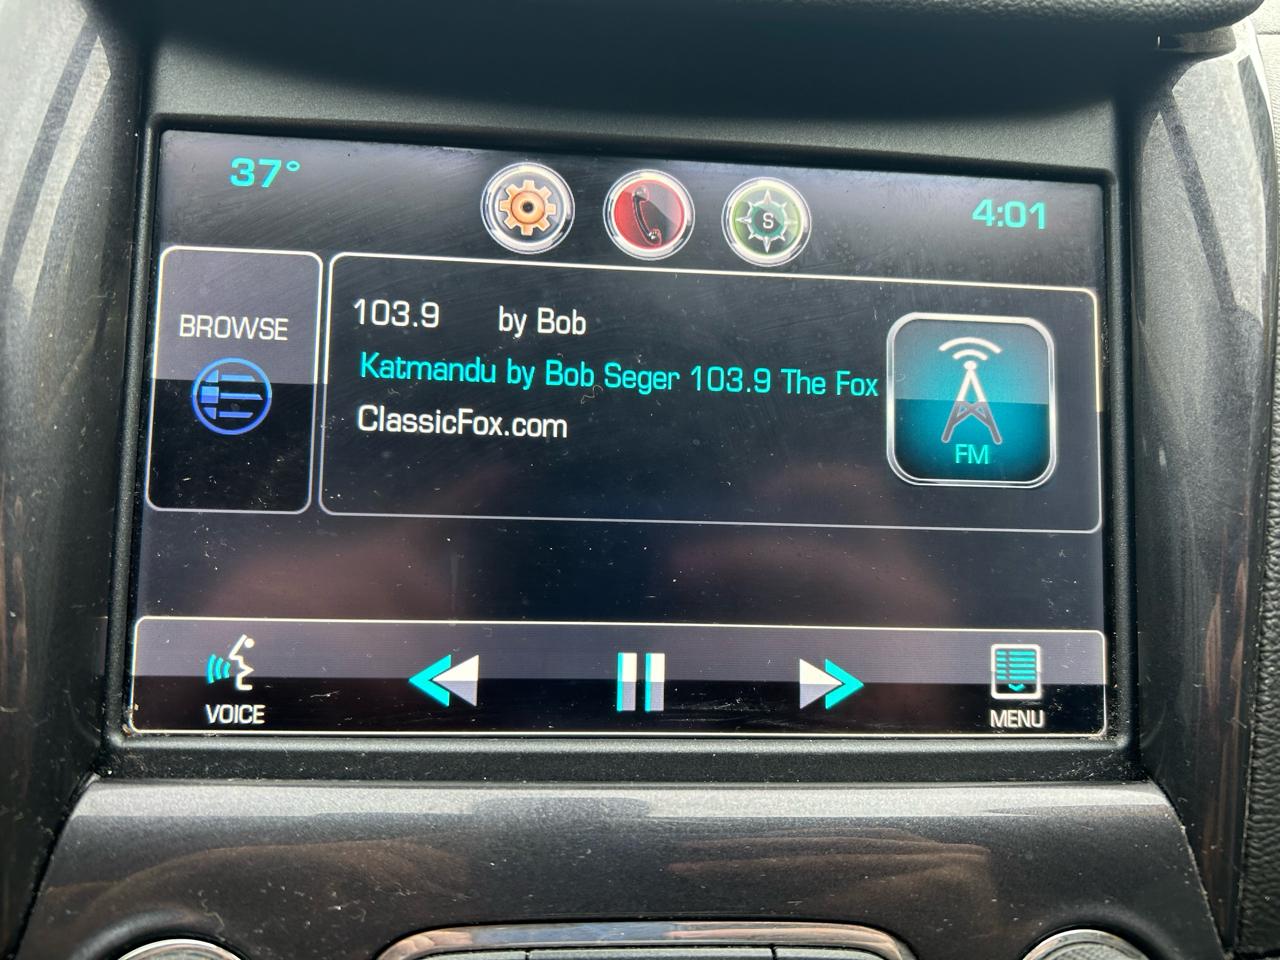 37°
S
4:01
BROWSE
103.9 by Bob
Katmandu by Bob Seger 103.9 The Fox
ClassicFox.com
FM
VOICE
MENU